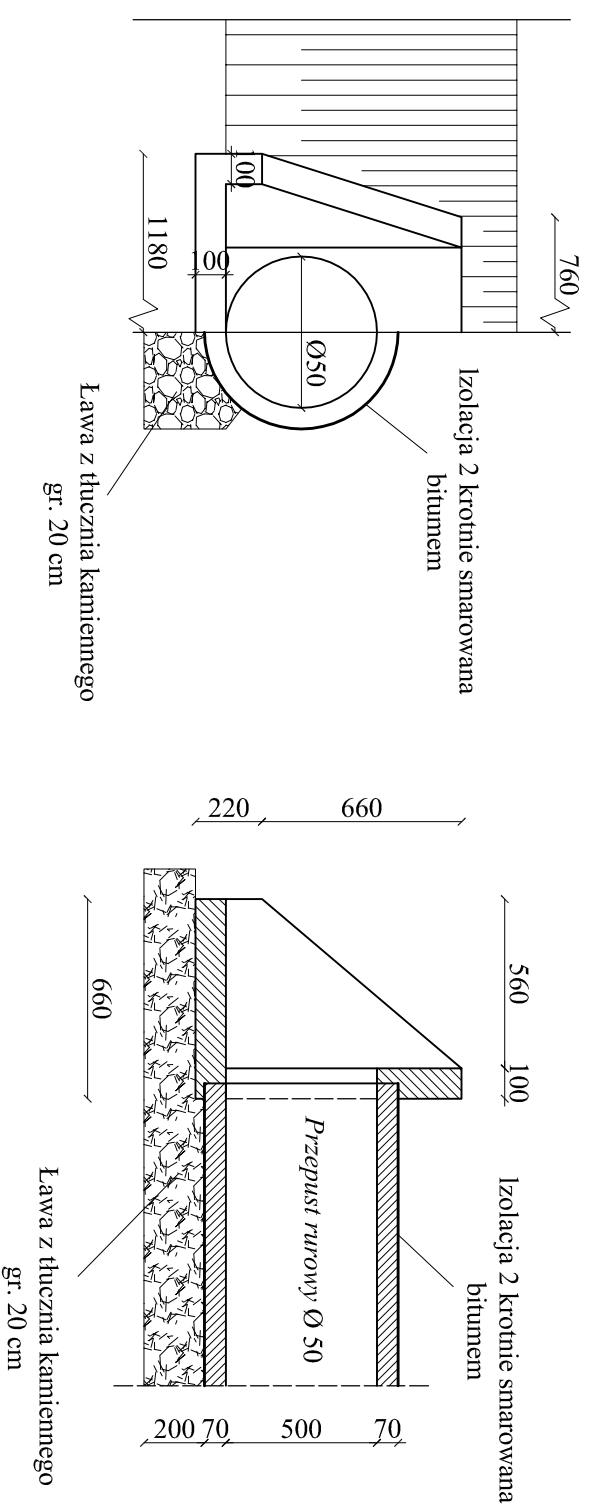 760
1180
100
100
Ø50
Izolacja 2 krotnie smarowana
bitumem
Ława z tłucznia kamiennego
gr. 20 cm
220
660
560
100
660
Przepust rurowy Ø 50
Izolacja 2 krotnie smarowana
bitumem
Ława z tłucznia kamiennego
gr. 20 cm
200 70 500 70